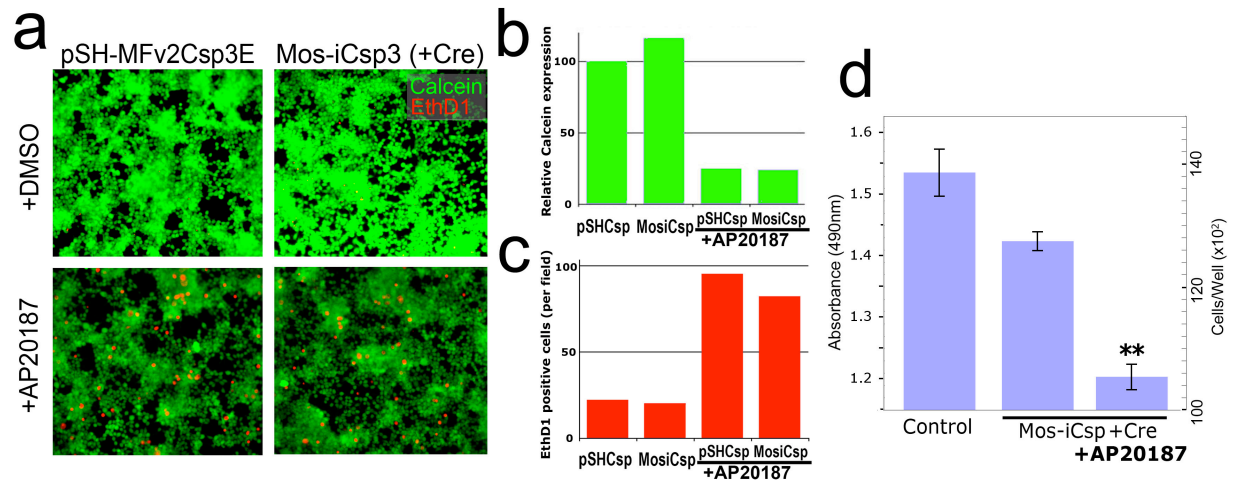 a
pSH-MFv2Csp3E
Mos-iCsp3 (+Cre)
+DMSO
+AP20187
Calcein
EthD1
b
Relative Calcein expression
100
50
0
pSHCsp
MosiCsp
pSHCsp
MosiCsp
+AP20187
c
EthD1 positive cells (per field)
100
50
0
pSHCsp
MosiCsp
pSHCsp
MosiCsp
+AP20187
d
Absorbance (490nm)
1.6
1.5
1.4
1.3
1.2
**
140
120
100
Cells/Well (x10²)
Control
Mos-iCsp +Cre
+AP20187